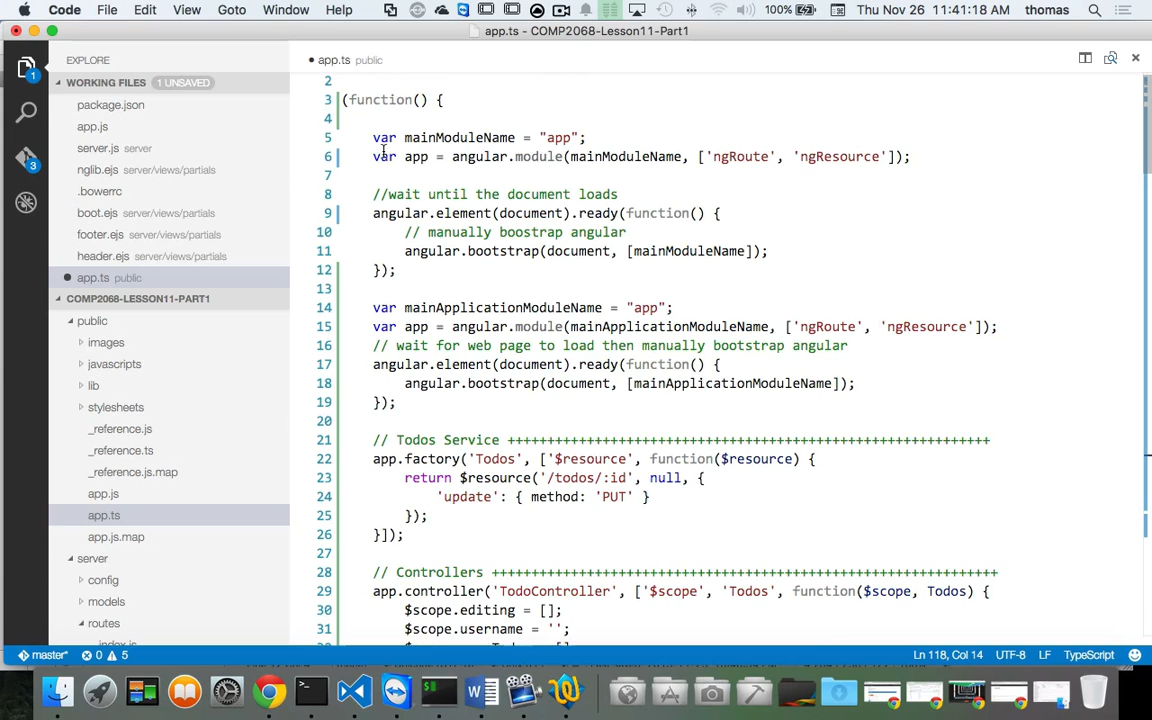 Code File Edit View Goto Window Help 100% Thu Nov 26 11:41:18 AM thomas
app.ts - COMP2068-Lesson11-Part1
EXPLORE
WORKING FILES 1 UNSAVED
package.json
app.js
server.js server
nglib.ejs server/views/partials
.bowerrc
boot.ejs server/views/partials
footer.ejs server/views/partials
header.ejs server/views/partials
app.ts public
COMP2068-LESSON11-PART1
public
images
javascripts
lib
stylesheets
_reference.js
_reference.ts
_reference.js.map
app.js
app.ts
app.js.map
server
config
models
routes
index.js
1
3
app.ts public
2
3 (function() {
4
5 var mainModuleName = "app";
6 var app = angular.module(mainModuleName, ['ngRoute', 'ngResource']);
7
8 //wait until the document loads
9 angular.element(document).ready(function() {
10 // manually boostrap angular
11 angular.bootstrap(document, [mainModuleName]);
12 });
13
14 var mainApplicationModuleName = "app";
15 var app = angular.module(mainApplicationModuleName, ['ngRoute', 'ngResource']);
16 // wait for web page to load then manually bootstrap angular
17 angular.element(document).ready(function() {
18 angular.bootstrap(document, [mainApplicationModuleName]);
19 });
20
21 // Todos Service +++++++++++++++++++++++++++++++++++++++++++++++++++++++++++++
22 app.factory('Todos', ['$resource', function($resource) {
23 return $resource('/todos/:id', null, {
24 'update': { method: 'PUT' }
25 });
26 }]);
27
28 // Controllers ++++++++++++++++++++++++++++++++++++++++++++++++++++++++++++++++
29 app.controller('TodoController', ['$scope', 'Todos', function($scope, Todos) {
30 $scope.editing = [];
31 $scope.username = '';
master* 0 5 Ln 118, Col 14 UTF-8 LF TypeScript